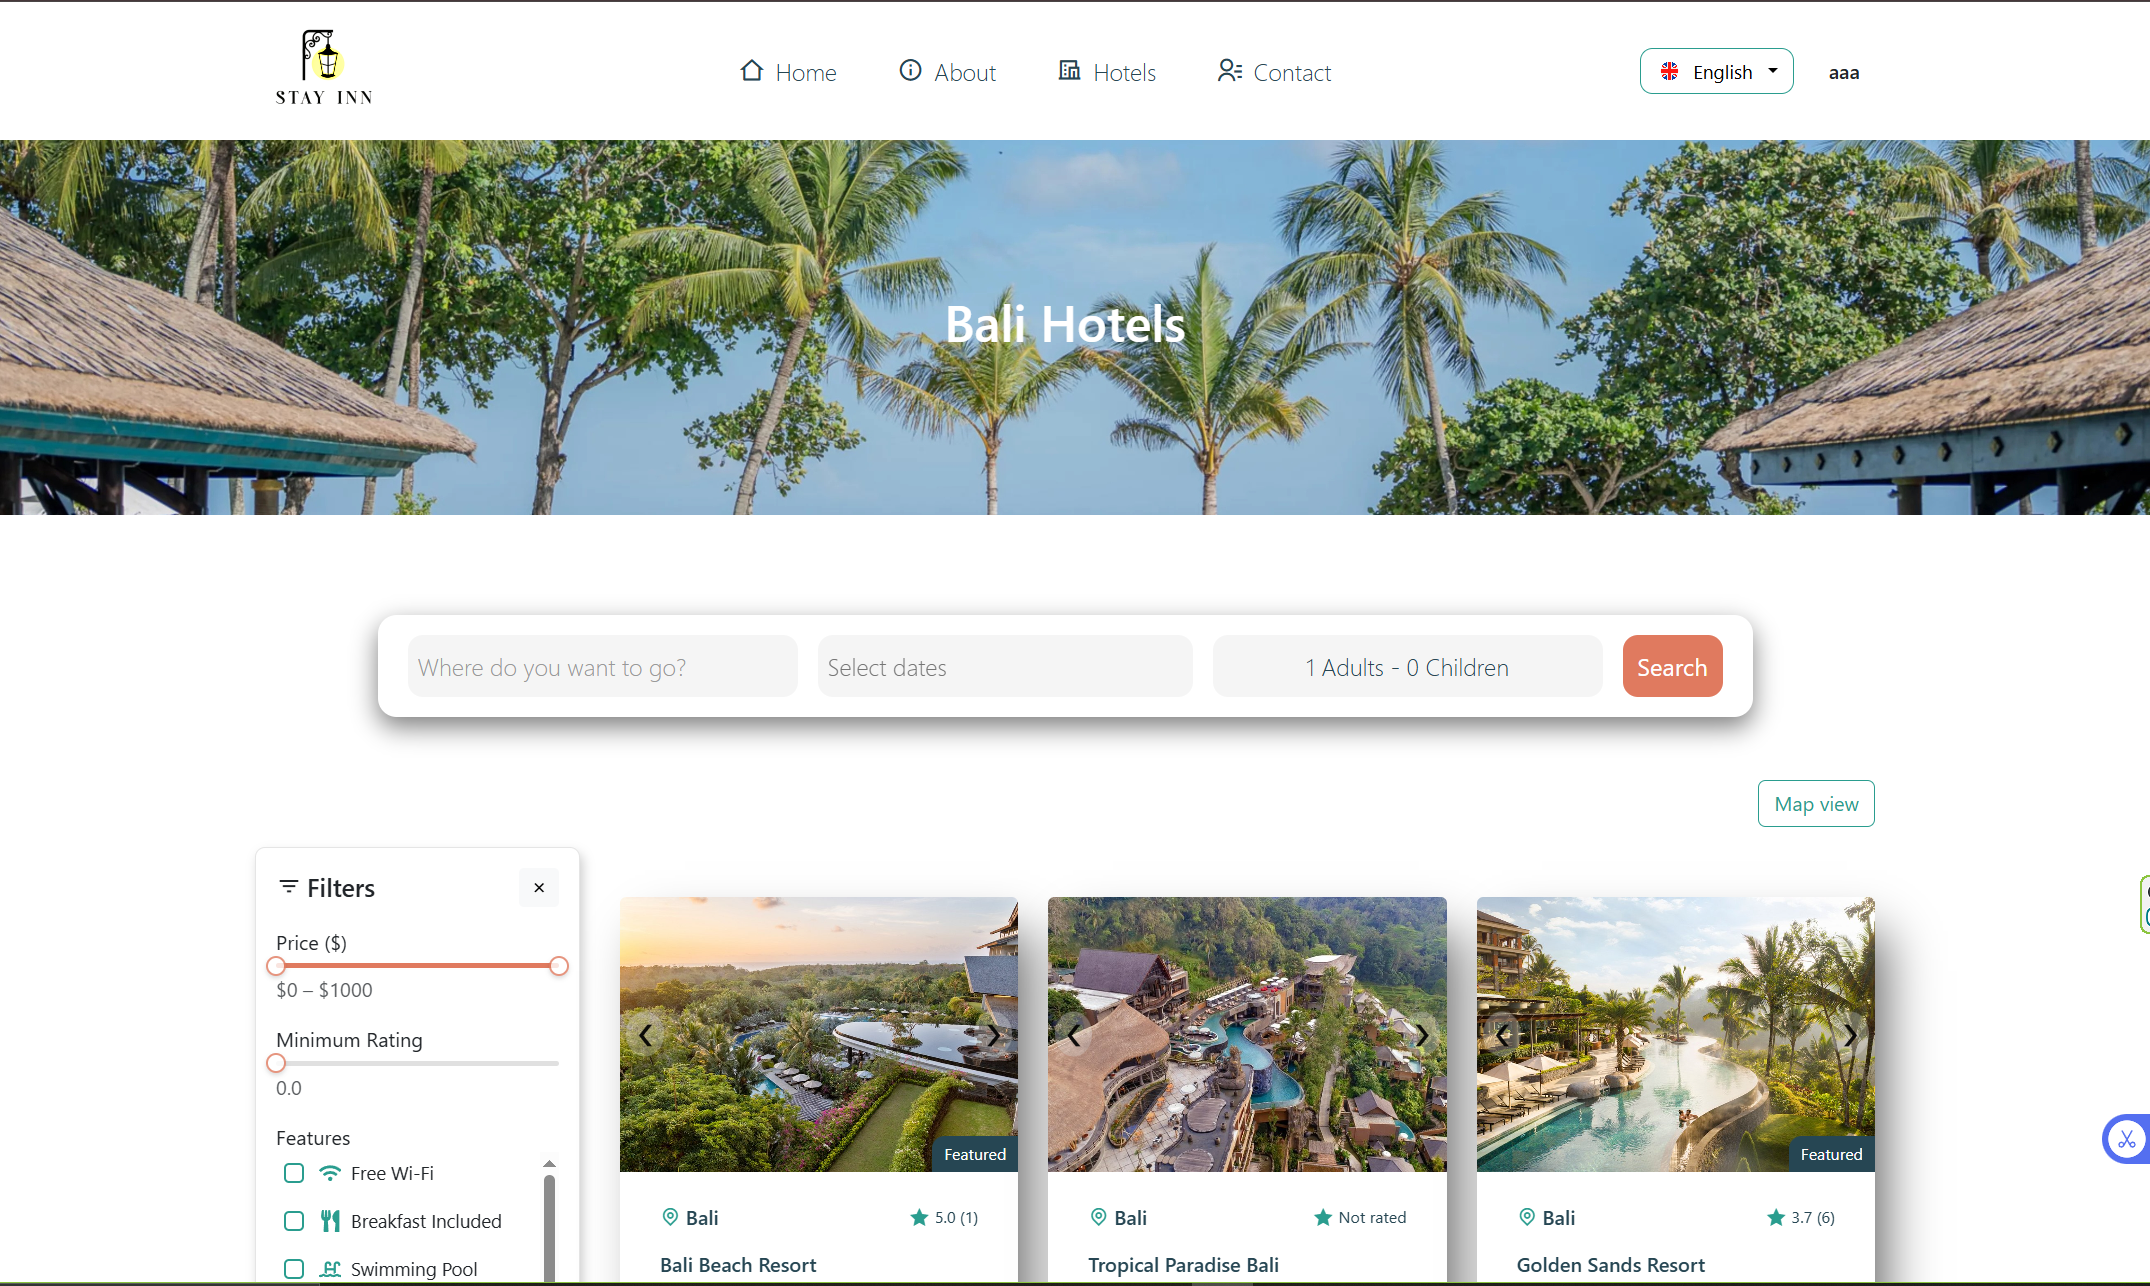 STAY INN
Home
About
Hotels
Contact
English
aaa
Bali Hotels
Where do you want to go?
Select dates
1 Adults - 0 Children
Search
Map view
Filters
×
Price ($)
$0 – $1000
Minimum Rating
0.0
Features
Free Wi-Fi
Breakfast Included
Swimming Pool
Featured
Bali
5.0 (1)
Bali Beach Resort
Bali
Not rated
Tropical Paradise Bali
Featured
Bali
3.7 (6)
Golden Sands Resort